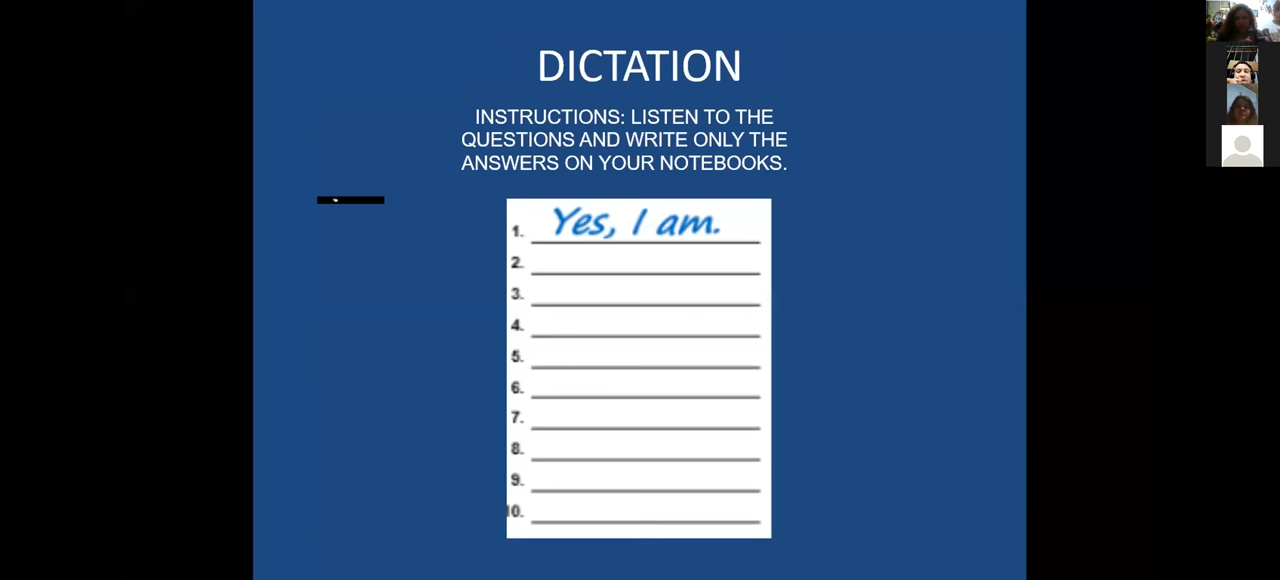 DICTATION
INSTRUCTIONS: LISTEN TO THE
QUESTIONS AND WRITE ONLY THE
ANSWERS ON YOUR NOTEBOOKS.
1. Yes, I am.
2.
3.
4.
5.
6.
7.
8.
9.
10.